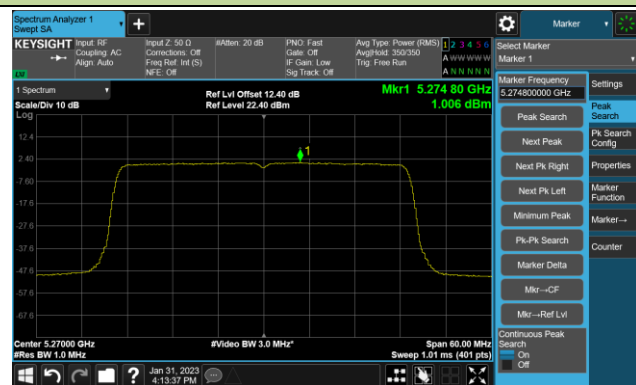 Spectrum Analyzer 1
Swept SA
Marker
KEYSIGHT
Input: RF
Coupling: AC
Align: Auto
Input Z: 50 Ω
Corrections: Off
Freq Ref: Int (S)
NFE: Off
#Atten: 20 dB
PNO: Fast
Gate: Off
IF Gain: Low
Sig Track: Off
Avg Type: Power (RMS)
Avg|Hold: 350/350
Trig: Free Run
1 2 3 4 5 6
A W W W W W
A N N N N N
LXI
Select Marker
Marker 1
1 Spectrum
Scale/Div 10 dB
Log
Ref Lvl Offset 12.40 dB
Ref Level 22.40 dBm
Mkr1 5.274 80 GHz
1.006 dBm
12.4
2.40
-7.60
-17.6
-27.6
-37.6
-47.6
-57.6
-67.6
1
Center 5.27000 GHz
#Res BW 1.0 MHz
#Video BW 3.0 MHz*
Span 60.00 MHz
Sweep 1.01 ms (401 pts)
Marker Frequency
5.274800000 GHz
Peak Search
Next Peak
Next Pk Right
Next Pk Left
Minimum Peak
Pk-Pk Search
Marker Delta
Mkr→CF
Mkr→Ref Lvl
Continuous Peak
Search
On
Off
Settings
Peak
Search
Pk Search
Config
Properties
Marker
Function
Marker→
Counter
Jan 31, 2023
4:13:37 PM